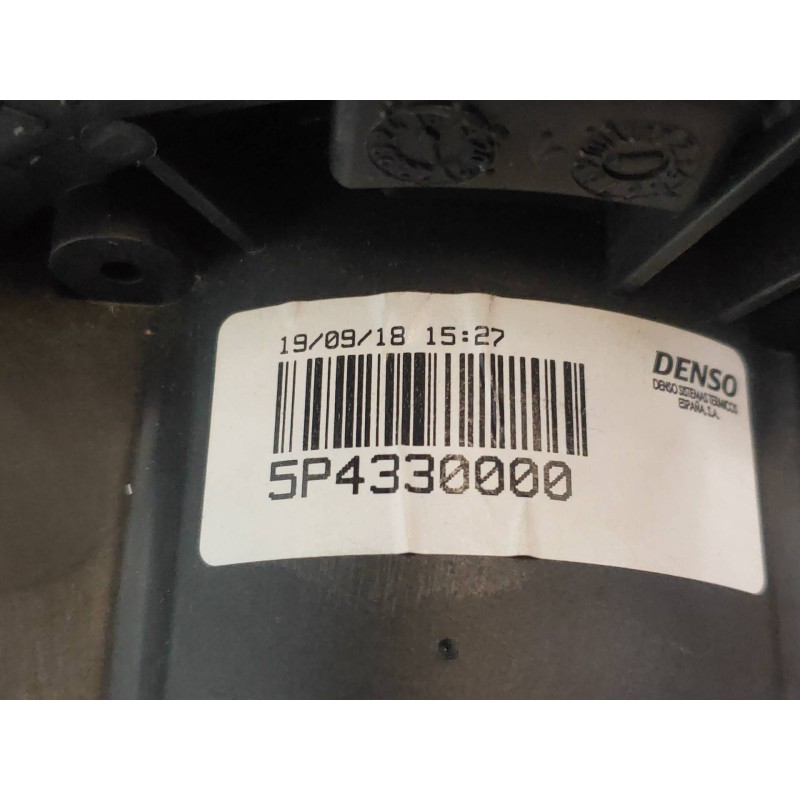 19/09/18 15:27
5P4330000
DENSO
DENSO SISTEMAS TERMICOS
ESPAÑA, S.A.